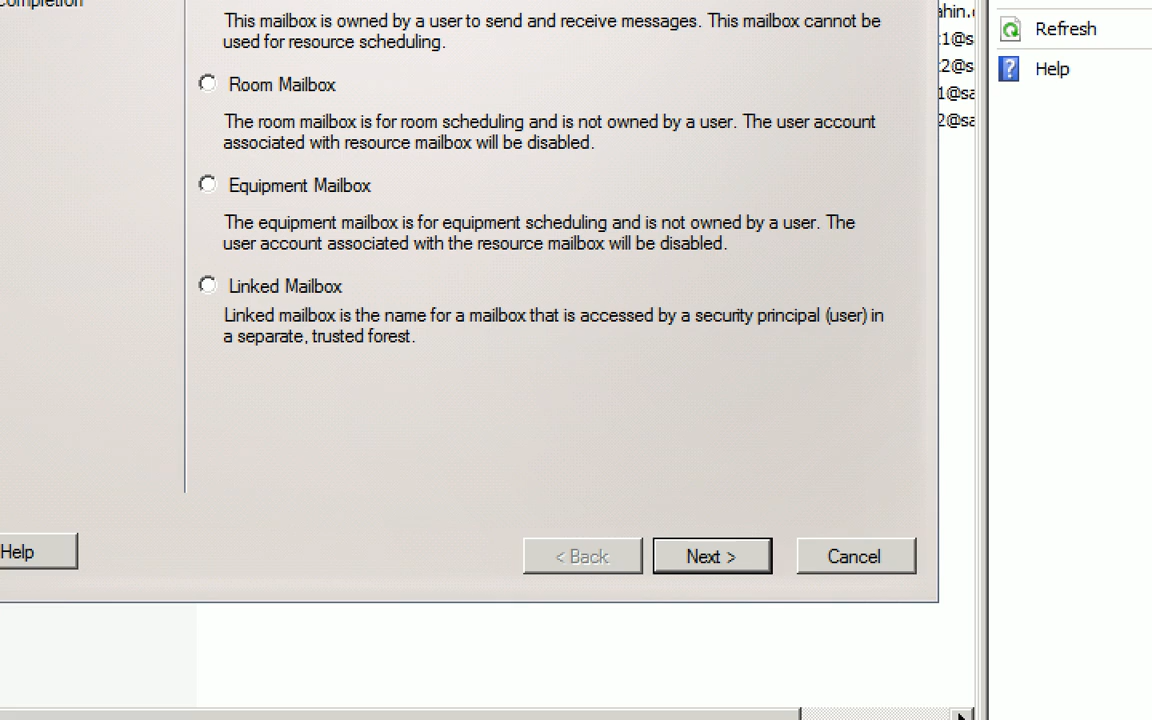 This mailbox is owned by a user to send and receive messages. This mailbox cannot be
used for resource scheduling.
Room Mailbox
The room mailbox is for room scheduling and is not owned by a user. The user account
associated with resource mailbox will be disabled.
Equipment Mailbox
The equipment mailbox is for equipment scheduling and is not owned by a user. The
user account associated with the resource mailbox will be disabled.
Linked Mailbox
Linked mailbox is the name for a mailbox that is accessed by a security principal (user) in
a separate, trusted forest.
Help
< Back
Next >
Cancel
Refresh
? Help